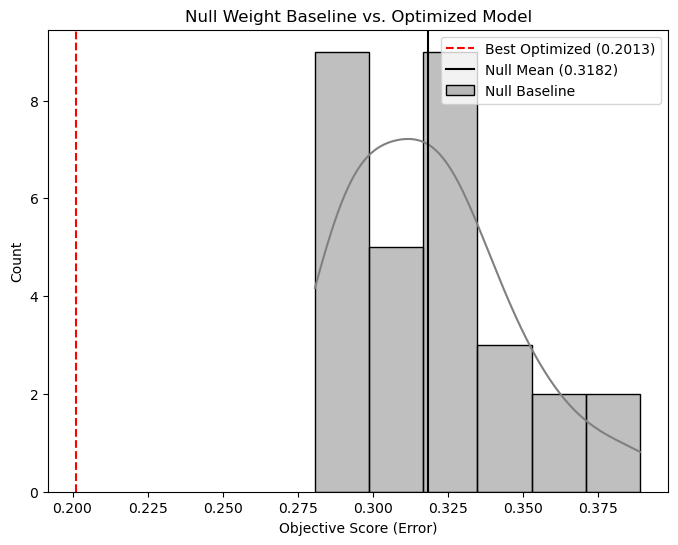 Null Weight Baseline vs. Optimized Model
Best Optimized (0.2013)
Null Mean (0.3182)
Null Baseline
Count
8
6
4
2
0
0.200 0.225 0.250 0.275 0.300 0.325 0.350 0.375
Objective Score (Error)